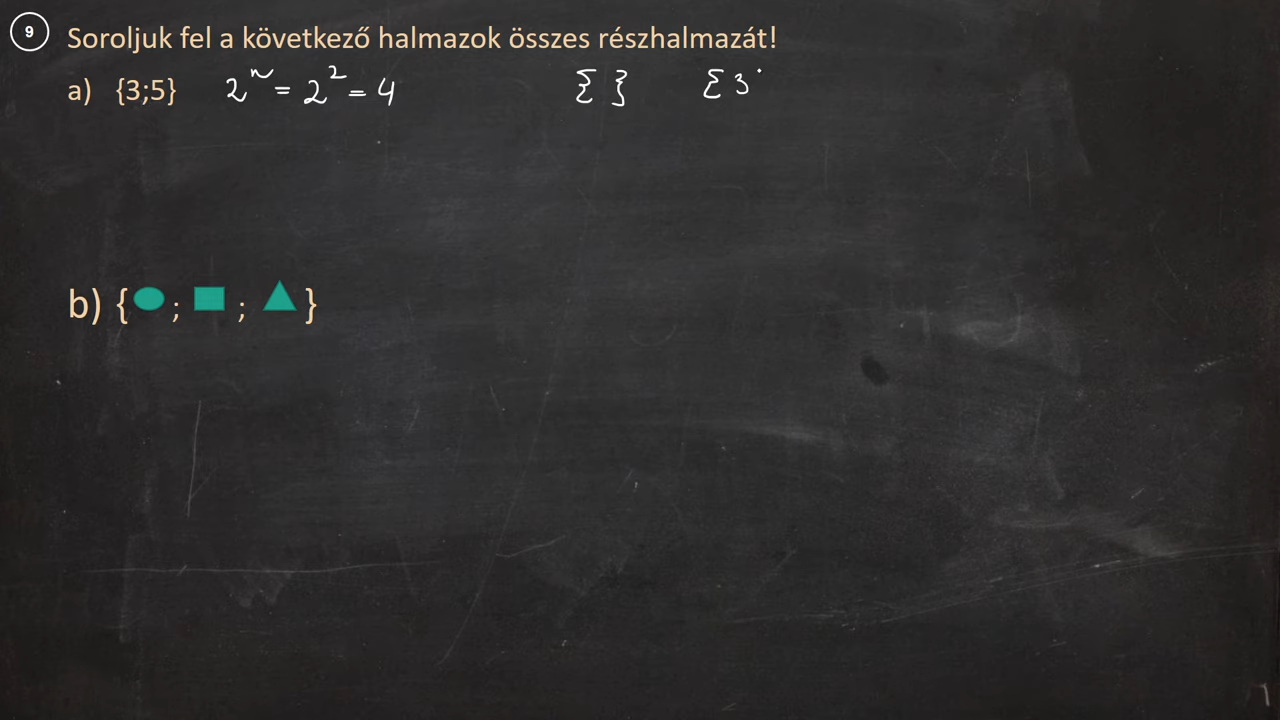 9 Soroljuk fel a következő halmazok összes részhalmazát!
a) {3;5} 2ⁿ = 2² = 4 { } { 3
b) { ; ; }